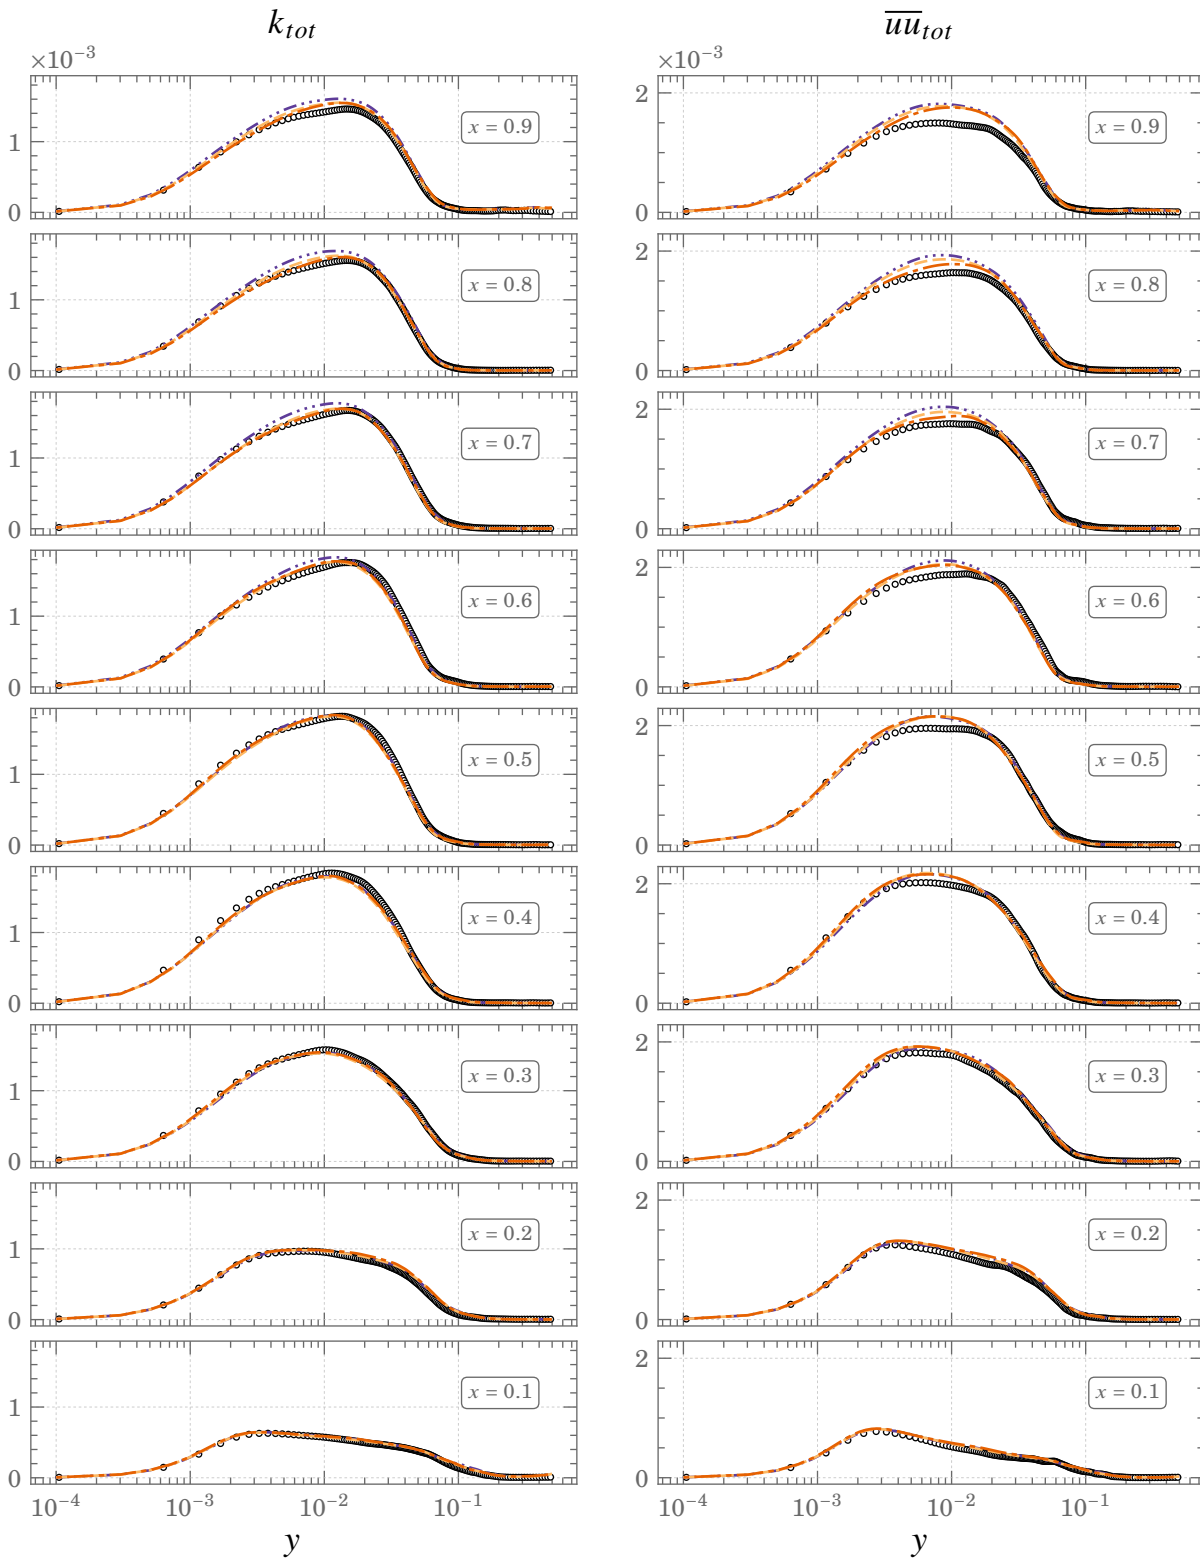 k_{tot} \overline{uu}_{tot}
×10^{−3} ×10^{−3}
2
1 x = 0.9 1 x = 0.9
0 0
2
1 x = 0.8 x = 0.8
0 0
2
1 x = 0.7 x = 0.7
0 0
2
1 x = 0.6 x = 0.6
0 0
2
1 x = 0.5 x = 0.5
0 0
2
1 x = 0.4 x = 0.4
0 0
2
1 x = 0.3 x = 0.3
0 0
2
1 x = 0.2 x = 0.2
0 0
2
1 x = 0.1 x = 0.1
0 0
10^{−4} 10^{−3} 10^{−2} 10^{−1} 10^{−4} 10^{−3} 10^{−2} 10^{−1}
y y